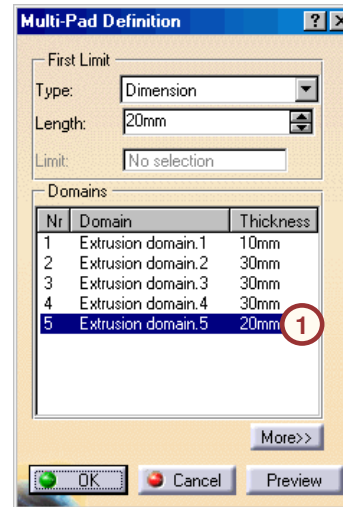 Multi-Pad Definition ? X
First Limit
Type: Dimension
Length: 20mm
Limit: No selection
Domains
Nr Domain Thickness
1 Extrusion domain.1 10mm
2 Extrusion domain.2 30mm
3 Extrusion domain.3 30mm
4 Extrusion domain.4 30mm
5 Extrusion domain.5 20mm 1
More>>
OK Cancel Preview